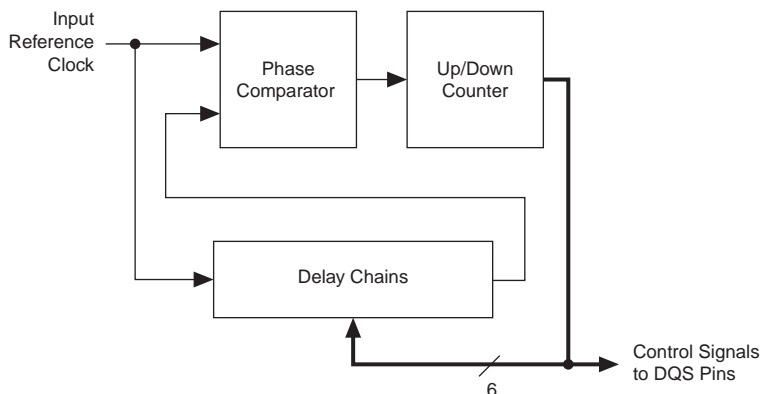 Input
Reference
Clock
Phase
Comparator
Up/Down
Counter
Delay Chains
6
Control Signals
to DQS Pins